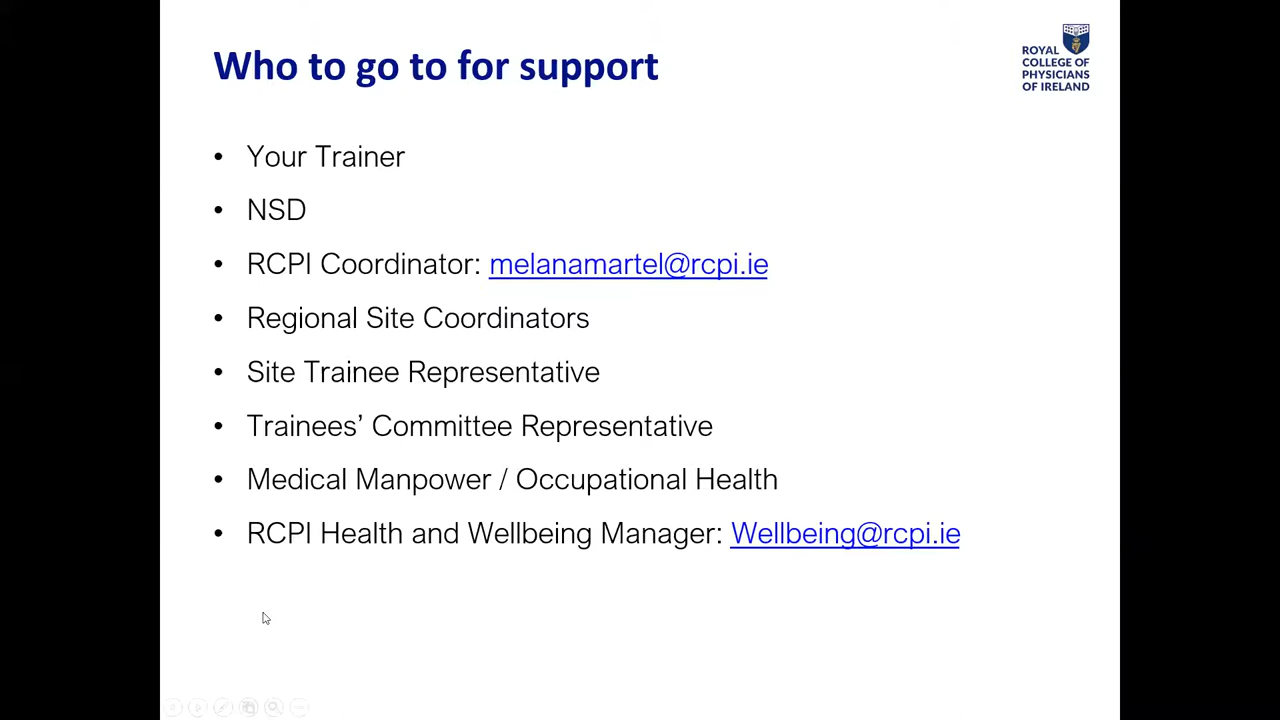 Who to go to for support
ROYAL
COLLEGE OF
PHYSICIANS
OF IRELAND
• Your Trainer
• NSD
• RCPI Coordinator: melanamartel@rcpi.ie
• Regional Site Coordinators
• Site Trainee Representative
• Trainees’ Committee Representative
• Medical Manpower / Occupational Health
• RCPI Health and Wellbeing Manager: Wellbeing@rcpi.ie